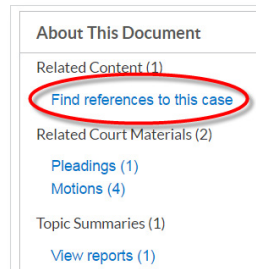 About This Document
Related Content (1)
Find references to this case
Related Court Materials (2)
Pleadings (1)
Motions (4)
Topic Summaries (1)
View reports (1)